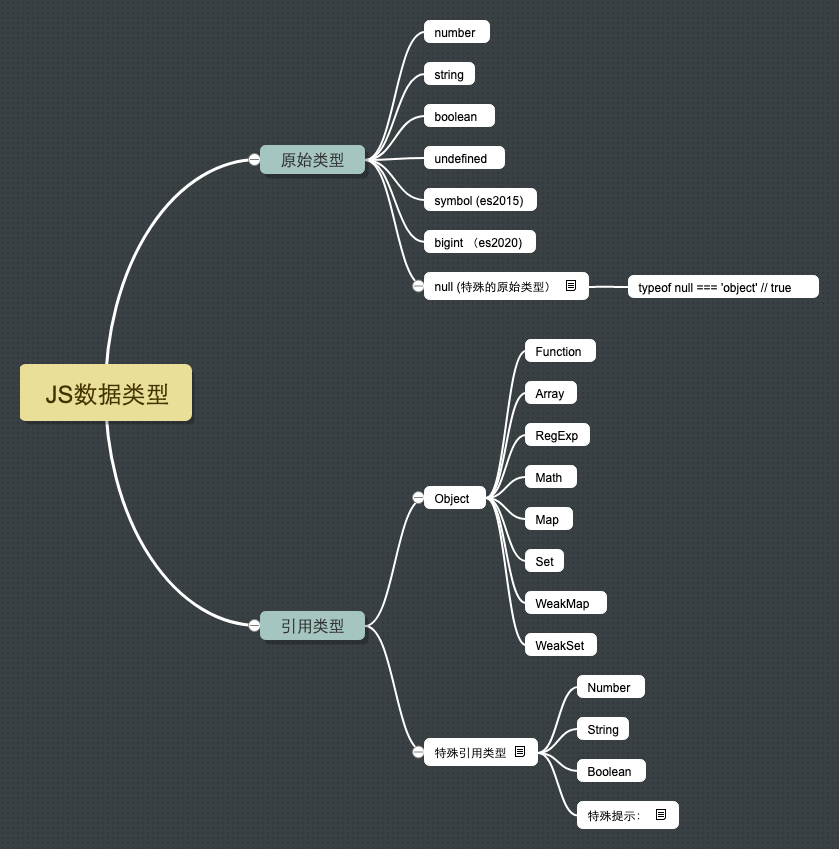 JS数据类型
原始类型
number
string
boolean
undefined
symbol (es2015)
bigint （es2020)
null (特殊的原始类型）
typeof null === 'object' // true
引用类型
Object
Function
Array
RegExp
Math
Map
Set
WeakMap
WeakSet
特殊引用类型
Number
String
Boolean
特殊提示：